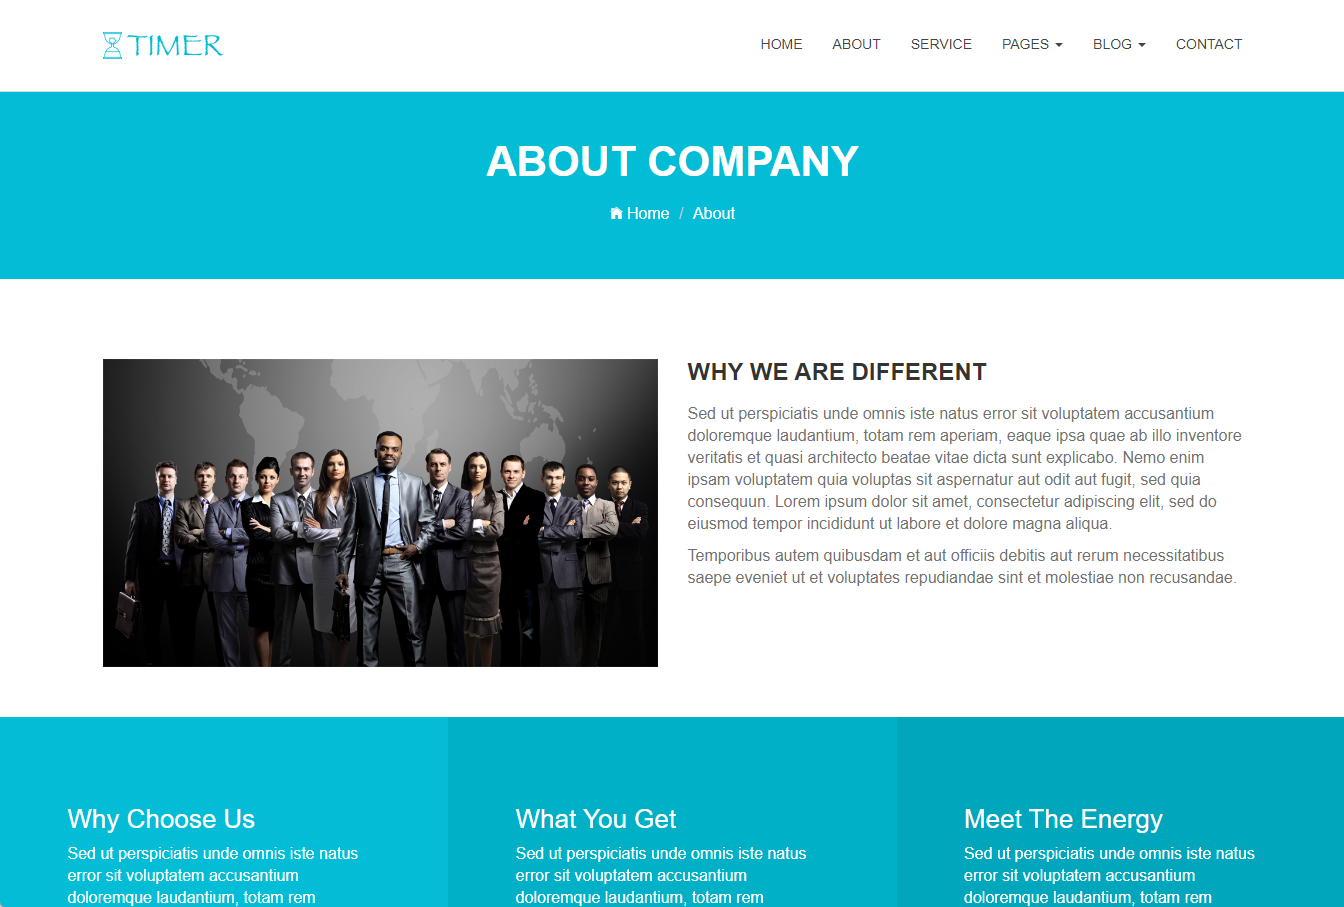 TIMER
HOME ABOUT SERVICE PAGES BLOG CONTACT
ABOUT COMPANY
Home / About
WHY WE ARE DIFFERENT
Sed ut perspiciatis unde omnis iste natus error sit voluptatem accusantium
doloremque laudantium, totam rem aperiam, eaque ipsa quae ab illo inventore
veritatis et quasi architecto beatae vitae dicta sunt explicabo. Nemo enim
ipsam voluptatem quia voluptas sit aspernatur aut odit aut fugit, sed quia
consequun. Lorem ipsum dolor sit amet, consectetur adipiscing elit, sed do
eiusmod tempor incididunt ut labore et dolore magna aliqua.
Temporibus autem quibusdam et aut officiis debitis aut rerum necessitatibus
saepe eveniet ut et voluptates repudiandae sint et molestiae non recusandae.
Why Choose Us
Sed ut perspiciatis unde omnis iste natus
error sit voluptatem accusantium
doloremque laudantium, totam rem
What You Get
Sed ut perspiciatis unde omnis iste natus
error sit voluptatem accusantium
doloremque laudantium, totam rem
Meet The Energy
Sed ut perspiciatis unde omnis iste natus
error sit voluptatem accusantium
doloremque laudantium, totam rem